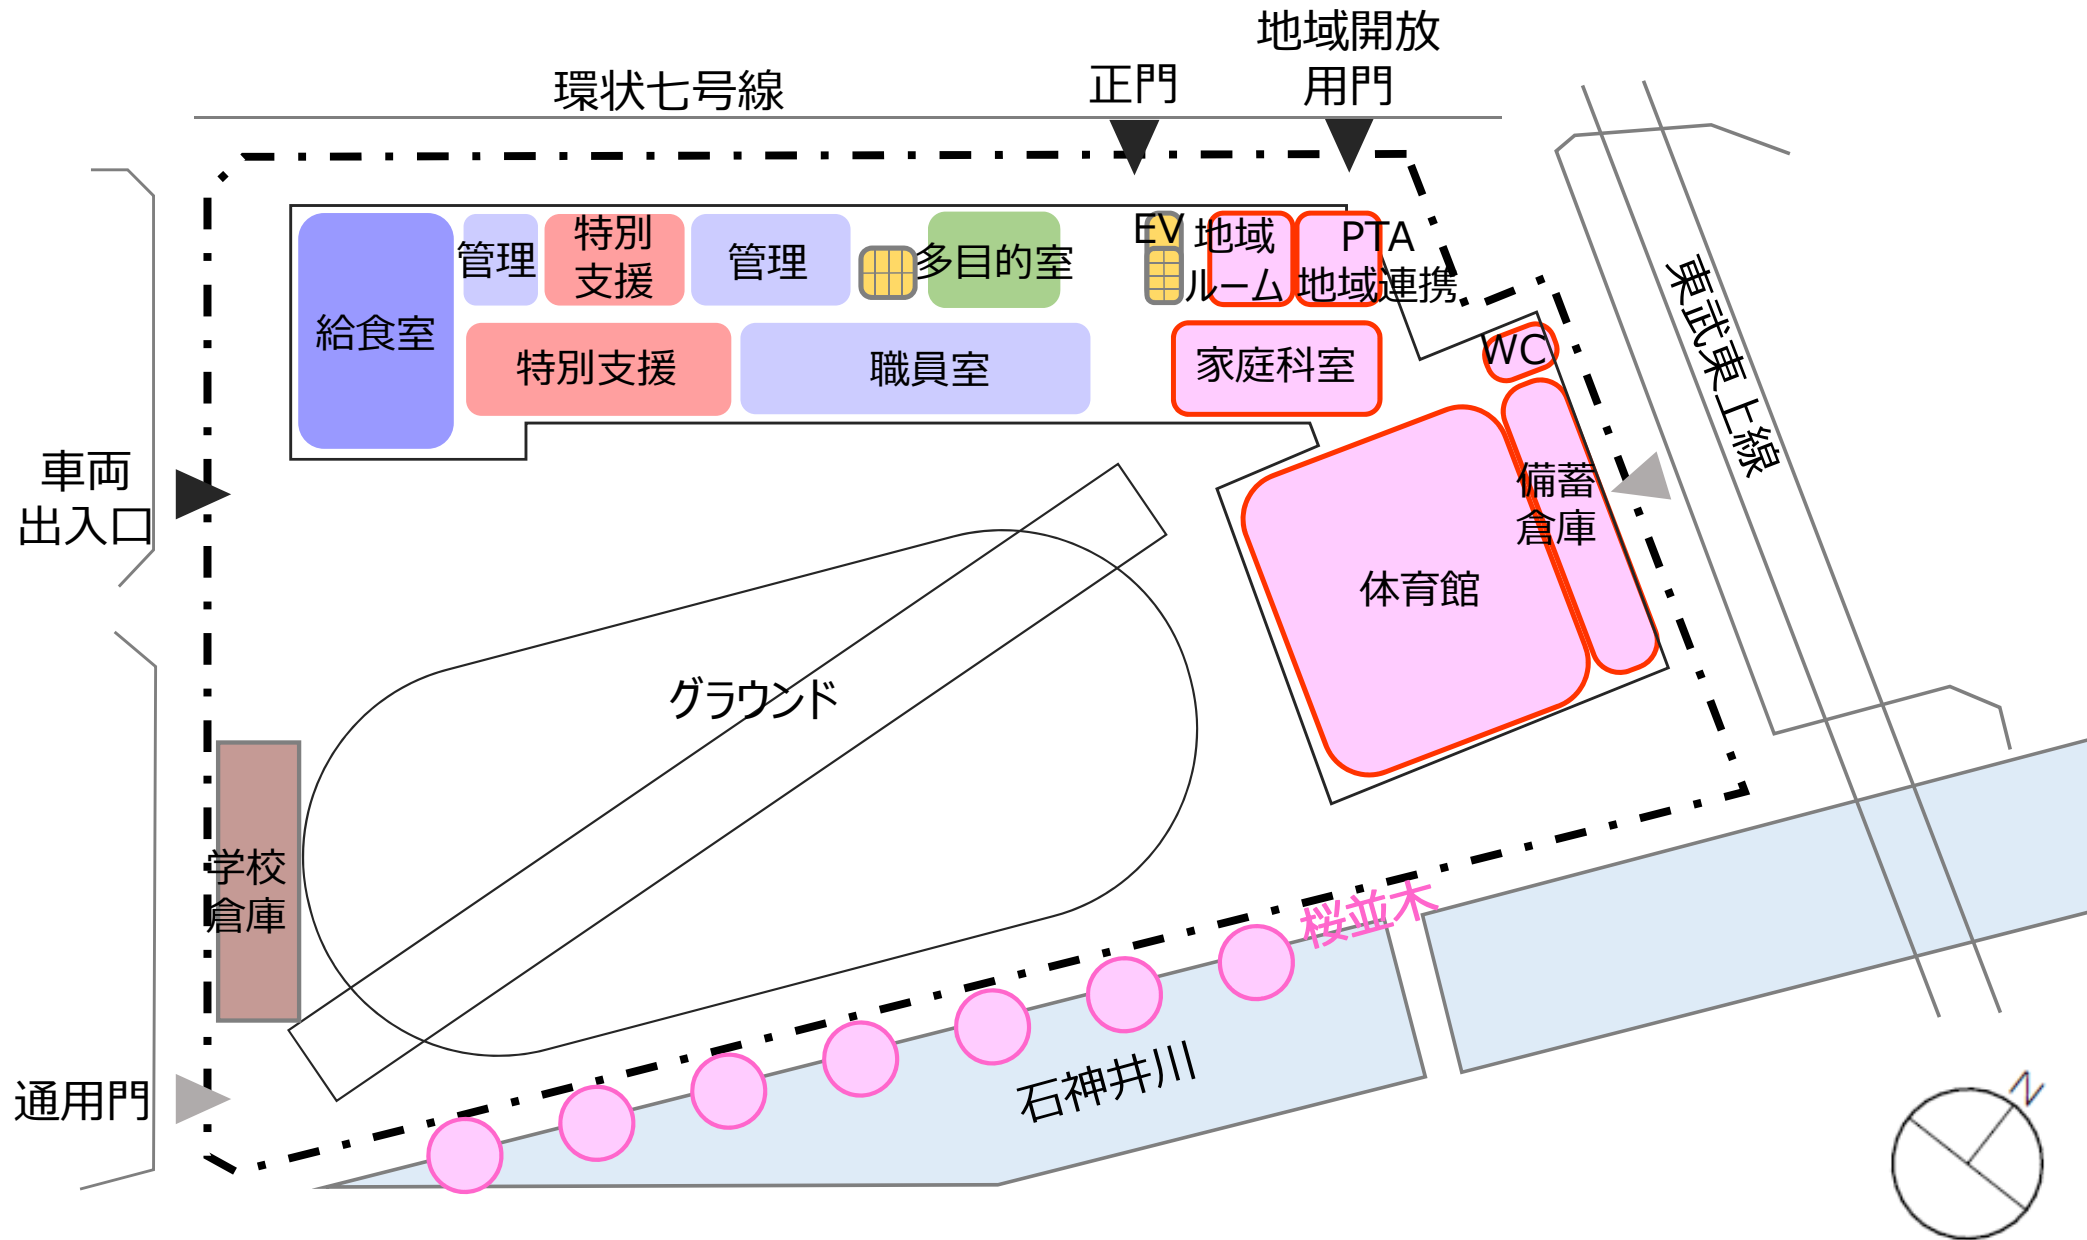 地域開放
用門
正門
環状七号線
特別
支援
管理
管理
多目的室
EV
地域
ルーム
PTA
地域連携
給食室
特別支援
職員室
家庭科室
WC
東武東上線
車両
出入口
備蓄
倉庫
体育館
グラウンド
学校
倉庫
桜並木
石神井川
通用門
N